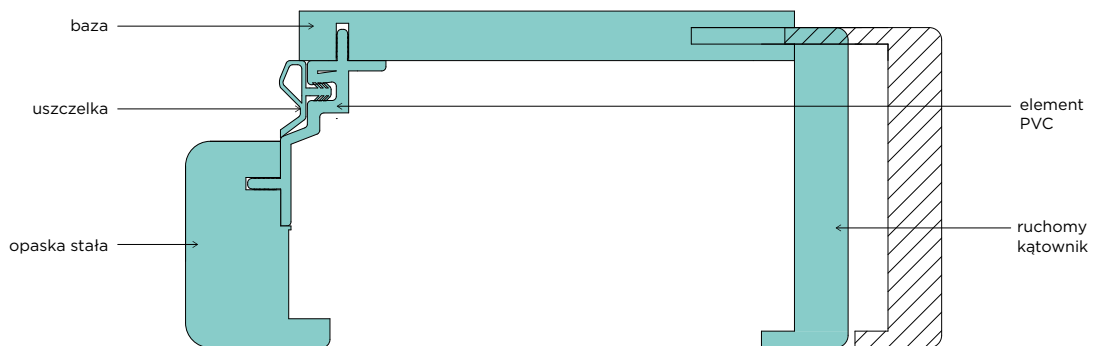 baza
uszczelka
opaska stała
element
PVC
ruchomy
kątownik